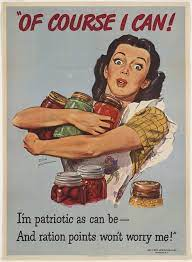 "OF COURSE I CAN!
I'm patriotic as can be—
And ration points won't worry me!"